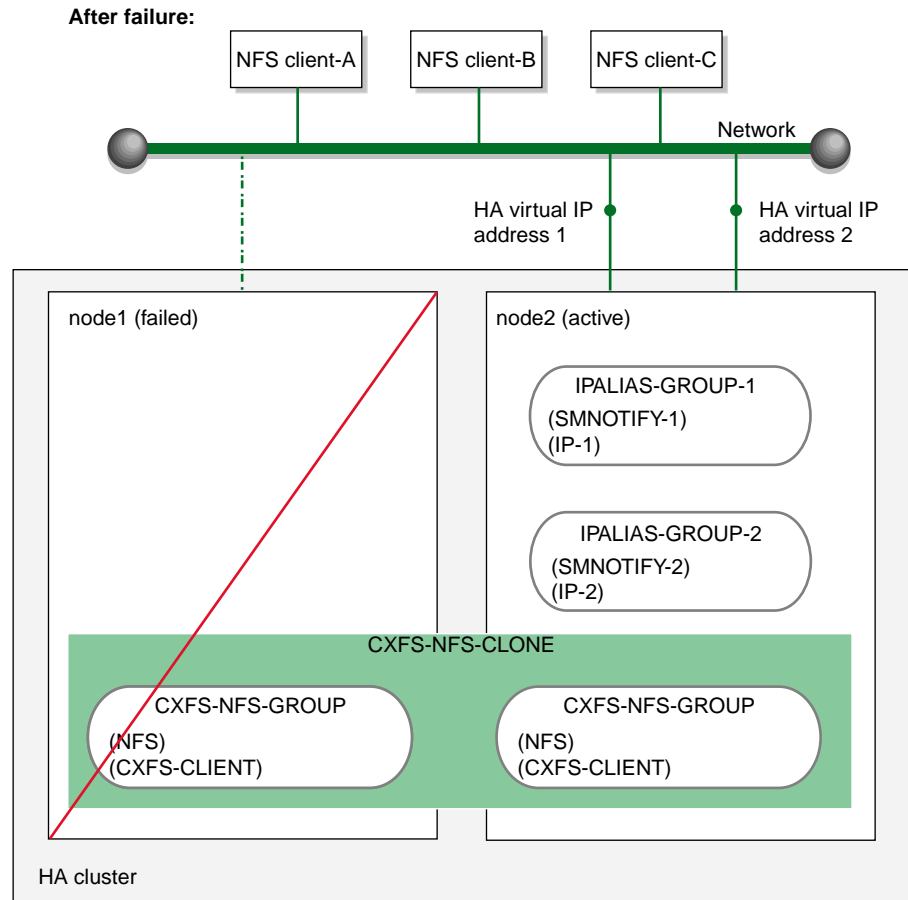 After failure:
NFS client-A
NFS client-B
NFS client-C
Network
HA virtual IP
address 1
HA virtual IP
address 2
node1 (failed)
node2 (active)
IPALIAS-GROUP-1
(SMNOTIFY-1)
(IP-1)
IPALIAS-GROUP-2
(SMNOTIFY-2)
(IP-2)
CXFS-NFS-CLONE
CXFS-NFS-GROUP
(NFS)
(CXFS-CLIENT)
CXFS-NFS-GROUP
(NFS)
(CXFS-CLIENT)
HA cluster